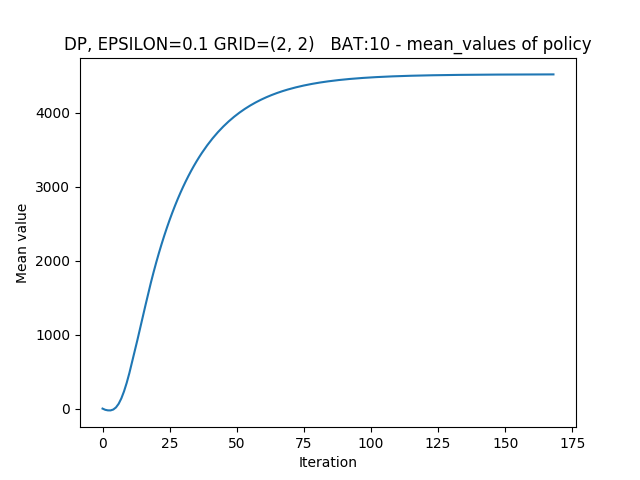 DP, EPSILON=0.1 GRID=(2, 2)   BAT:10 - mean_values of policy
Mean value
4000
3000
2000
1000
0
0 25 50 75 100 125 150 175
Iteration